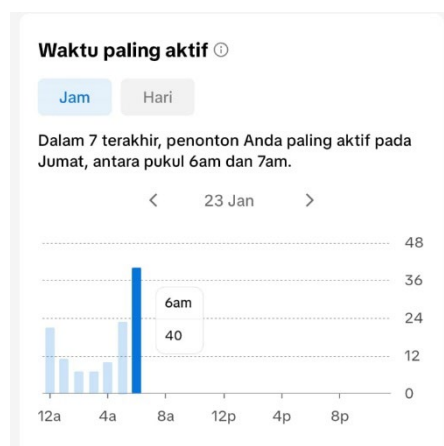 Waktu paling aktif
Jam Hari
Dalam 7 terakhir, penonton Anda paling aktif pada
Jumat, antara pukul 6am dan 7am.
< 23 Jan >
48
36
6am
24
40
12
0
12a 4a 8a 12p 4p 8p